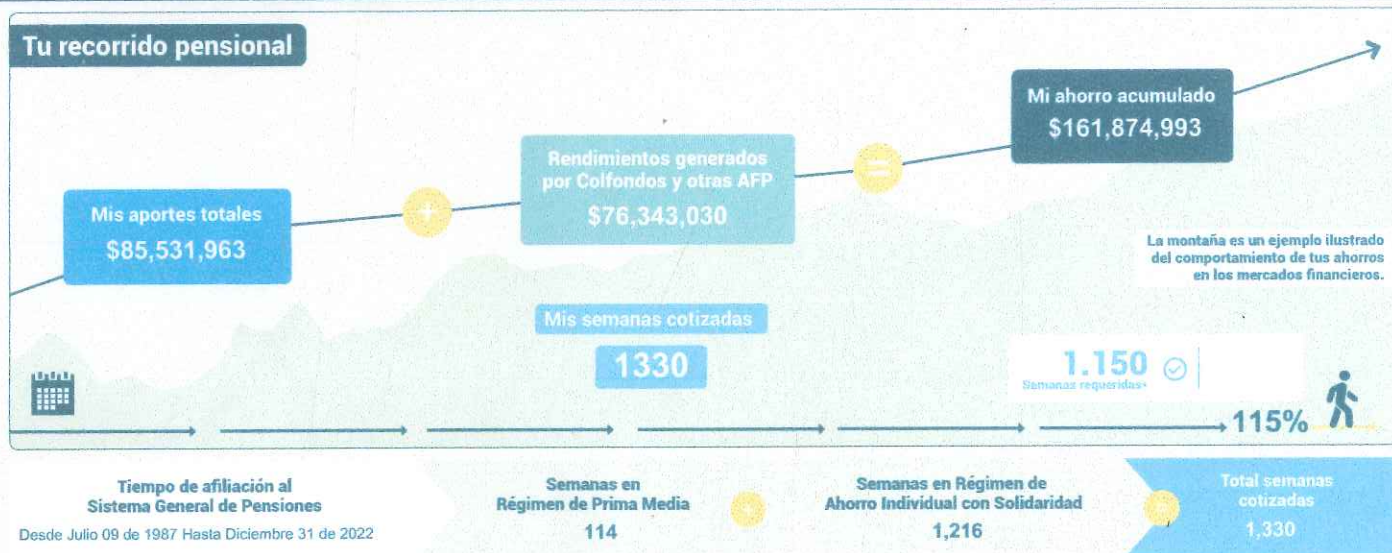 Tu recorrido pensional
Mi ahorro acumulado
$161,874,993
Rendimientos generados
por Colfondos y otras AFP
$76,343,030
=
Mis aportes totales
$85,531,963
+
La montaña es un ejemplo ilustrado
del comportamiento de tus ahorros
en los mercados financieros.
Mis semanas cotizadas
1330
1.150
Semanas requeridas*
115%
Tiempo de afiliación al
Sistema General de Pensiones
Desde Julio 09 de 1987 Hasta Diciembre 31 de 2022
Semanas en
Régimen de Prima Media
114
+
Semanas en Régimen de
Ahorro Individual con Solidaridad
1,216
=
Total semanas
cotizadas
1,330